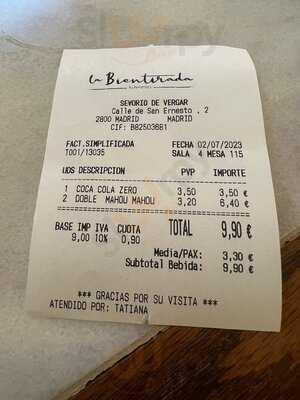 La Bientirada
SEÑORIO DE VERGAR
Calle de San Ernesto , 2
2800 MADRID MADRID
CIF: B82503681
FACT.SIMPLIFICADA FECHA 02/07/2023
T001/13035 SALA 4 MESA 115
UDS DESCRIPCION PVP IMPORTE
1 COCA COLA ZERO 3,50 3,50 €
2 DOBLE MAHOU MAHOU 3,20 6,40 €
BASE IMP IVA CUOTA TOTAL 9,90 €
9,00 10% 0,90
Media/PAX: 3,30 €
Subtotal Bebida: 9,90 €
*** GRACIAS POR SU VISITA ***
ATENDIDO POR: TATIANA